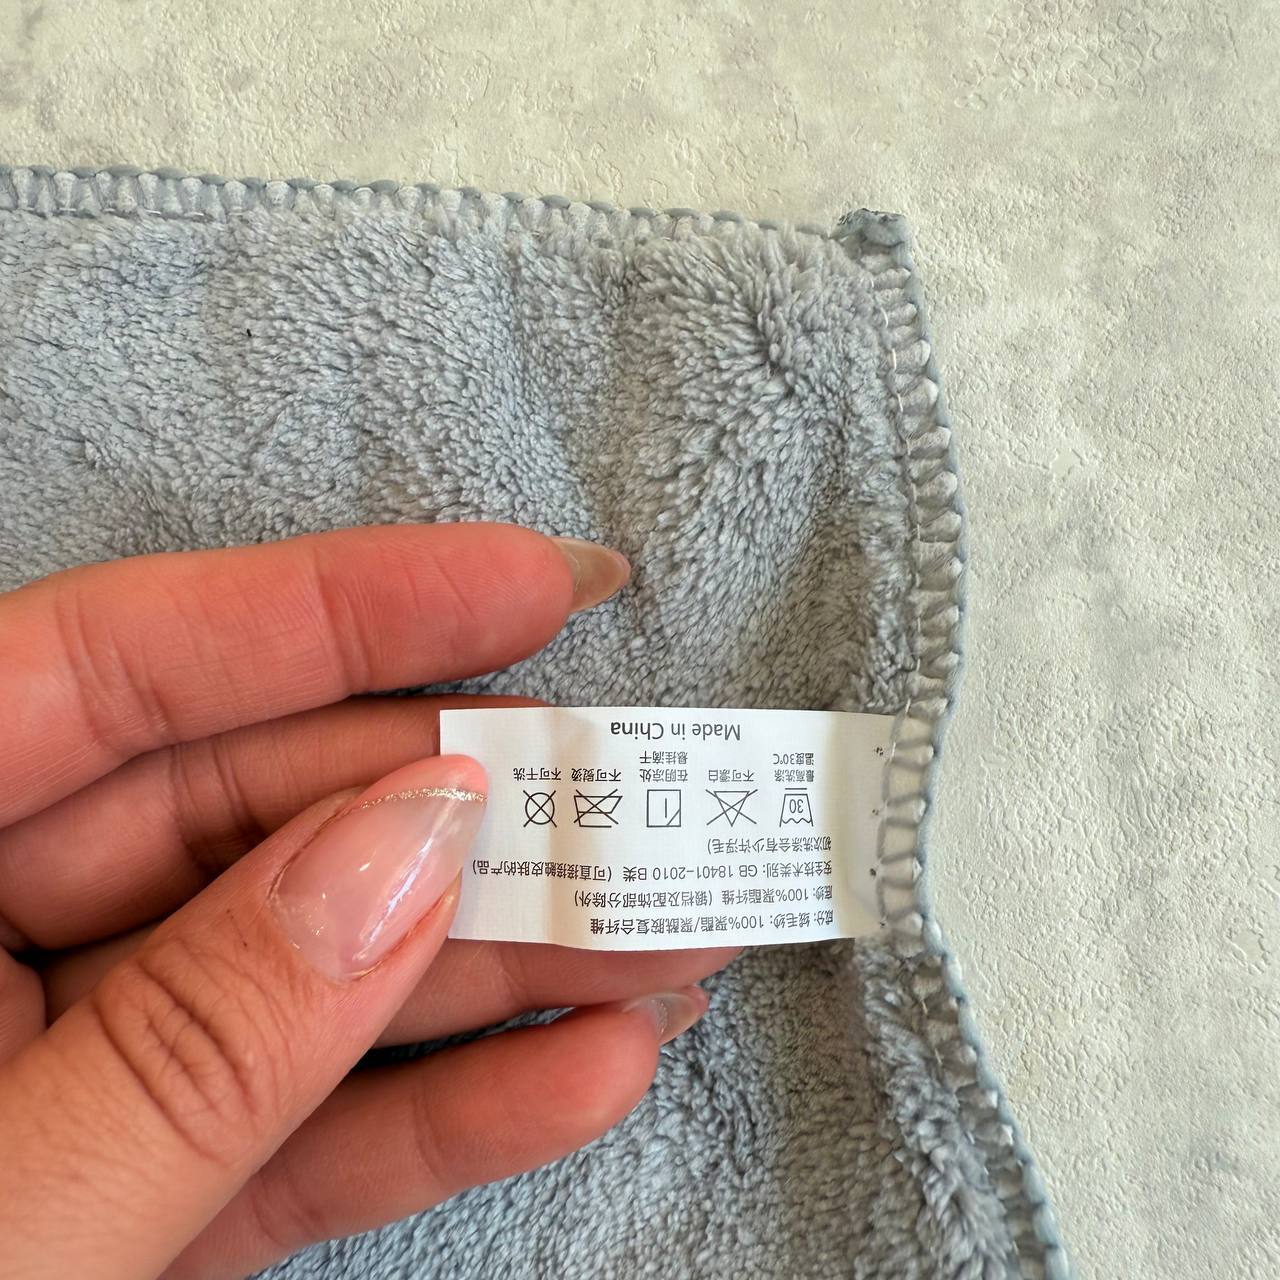 成分: 绒毛纱: 100%聚酯/聚酰胺复合纤维
底纱: 100%聚酯纤维 (缎档及配饰部分除外)
安全技术类别: GB 18401-2010 B类 (可直接接触皮肤的产品)
初次洗涤会有少许浮毛)
30
最高洗涤 不可漂白 在阴凉处 不可熨烫 不可干洗
温度30℃ 悬挂滴干
Made in China